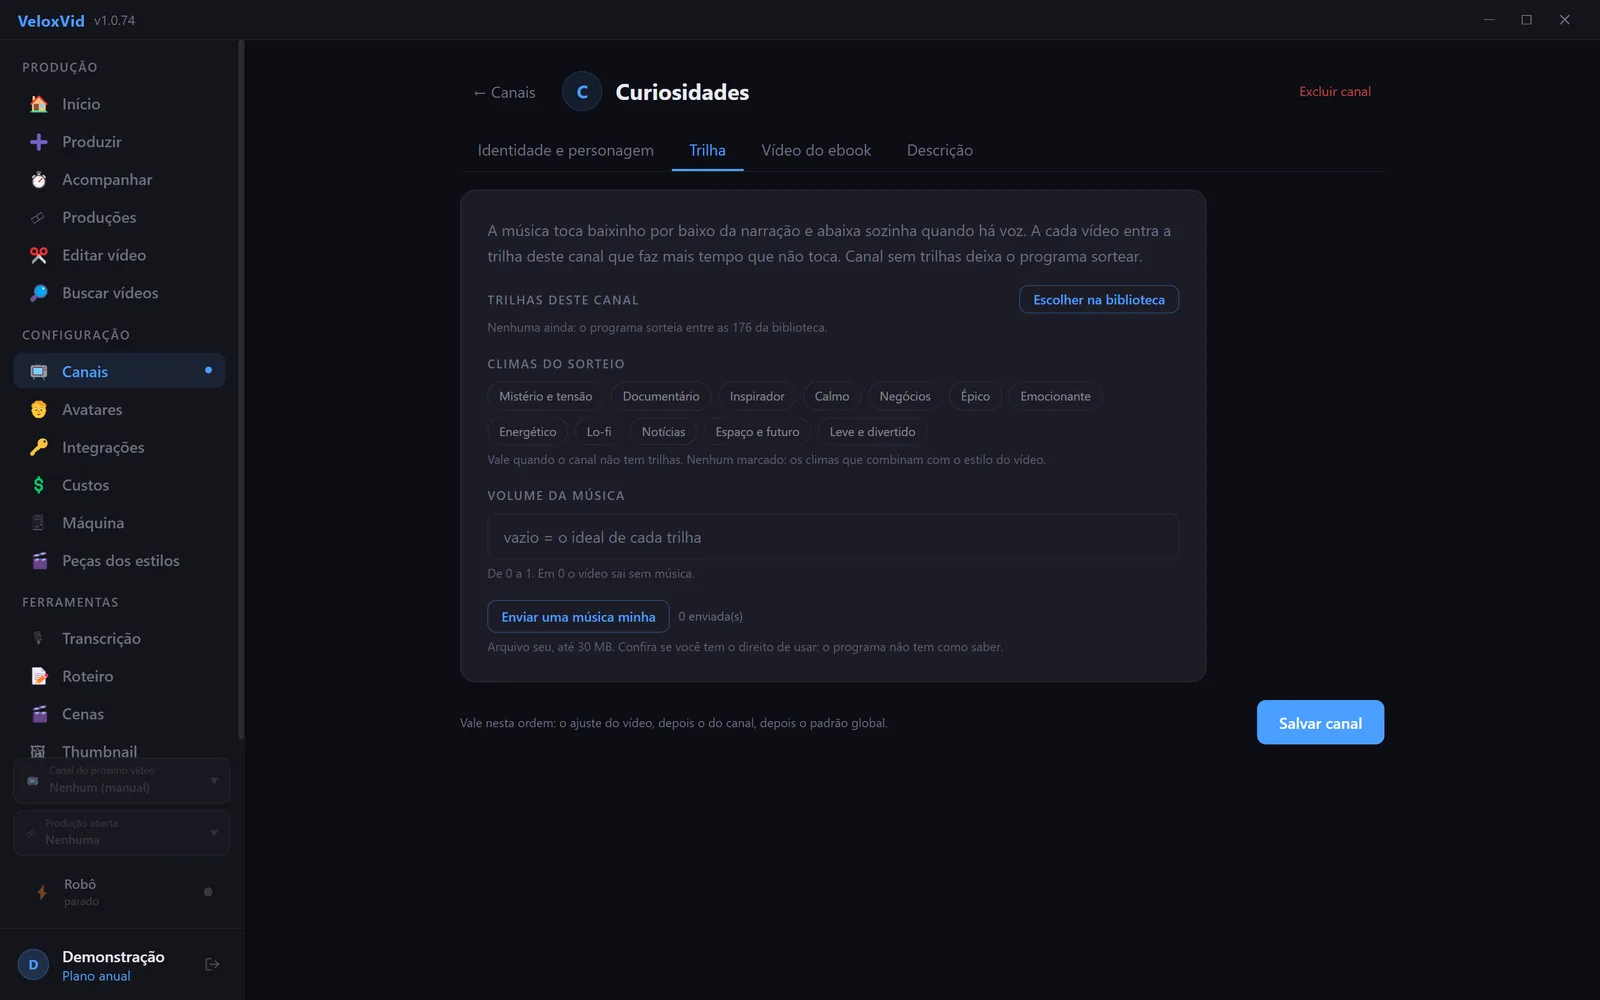 VeloxVid v1.0.74
PRODUÇÃO
Início
Produzir
Acompanhar
Produções
Editar vídeo
Buscar vídeos
CONFIGURAÇÃO
Canais
Avatares
Integrações
Custos
Máquina
Peças dos estilos
FERRAMENTAS
Transcrição
Roteiro
Cenas
Thumbnail
Canal do próximo vídeo
Nenhum (manual)
Produção aberta
Nenhuma
Robô
parado
D
Demonstração
Plano anual
← Canais
C
Curiosidades
Excluir canal
Identidade e personagem
Trilha
Vídeo do ebook
Descrição
A música toca baixinho por baixo da narração e abaixa sozinha quando há voz. A cada vídeo entra a
trilha deste canal que faz mais tempo que não toca. Canal sem trilhas deixa o programa sortear.
TRILHAS DESTE CANAL
Escolher na biblioteca
Nenhuma ainda: o programa sorteia entre as 176 da biblioteca.
CLIMAS DO SORTEIO
Mistério e tensão Documentário Inspirador Calmo Negócios Épico Emocionante
Energético Lo-fi Notícias Espaço e futuro Leve e divertido
Vale quando o canal não tem trilhas. Nenhum marcado: os climas que combinam com o estilo do vídeo.
VOLUME DA MÚSICA
vazio = o ideal de cada trilha
De 0 a 1. Em 0 o vídeo sai sem música.
Enviar uma música minha 0 enviada(s)
Arquivo seu, até 30 MB. Confira se você tem o direito de usar: o programa não tem como saber.
Vale nesta ordem: o ajuste do vídeo, depois o do canal, depois o padrão global.
Salvar canal